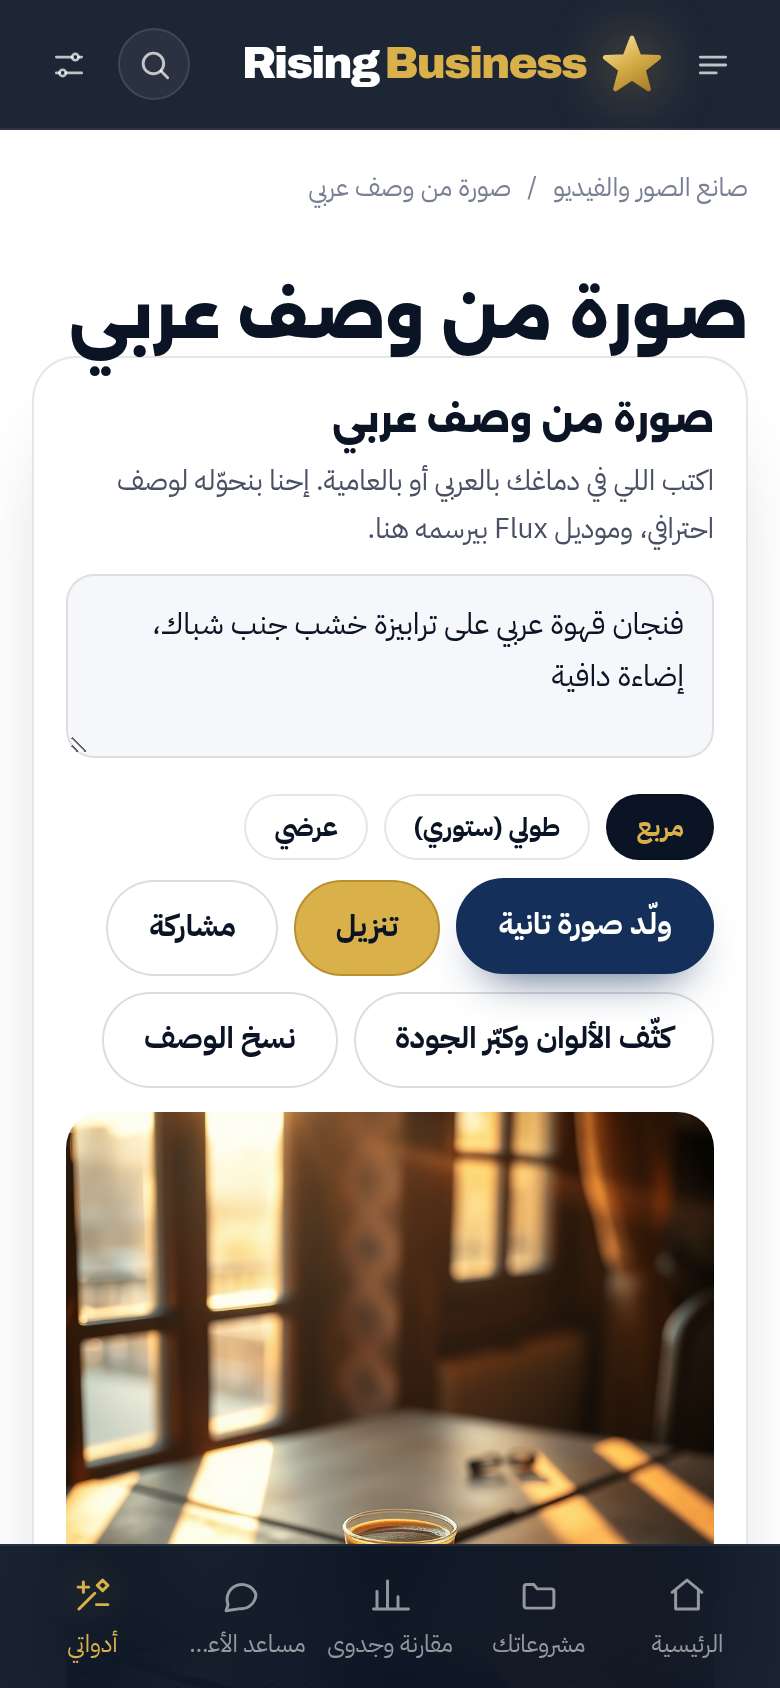 Rising Business
صانع الصور والفيديو / صورة من وصف عربي
صورة من وصف عربي
صورة من وصف عربي
اكتب اللي في دماغك بالعربي أو بالعامية. إحنا بنحوّله لوصف
احترافي، وموديل Flux بيرسمه هنا.
فنجان قهوة عربي على ترابيزة خشب جنب شباك،
إضاءة دافية
مربع
طولي (ستوري)
عرضي
ولّد صورة تانية
تنزيل
مشاركة
كثّف الألوان وكبّر الجودة
نسخ الوصف
الرئيسية
مشروعاتك
مقارنة وجدوى
مساعد الأع...
أدواتي